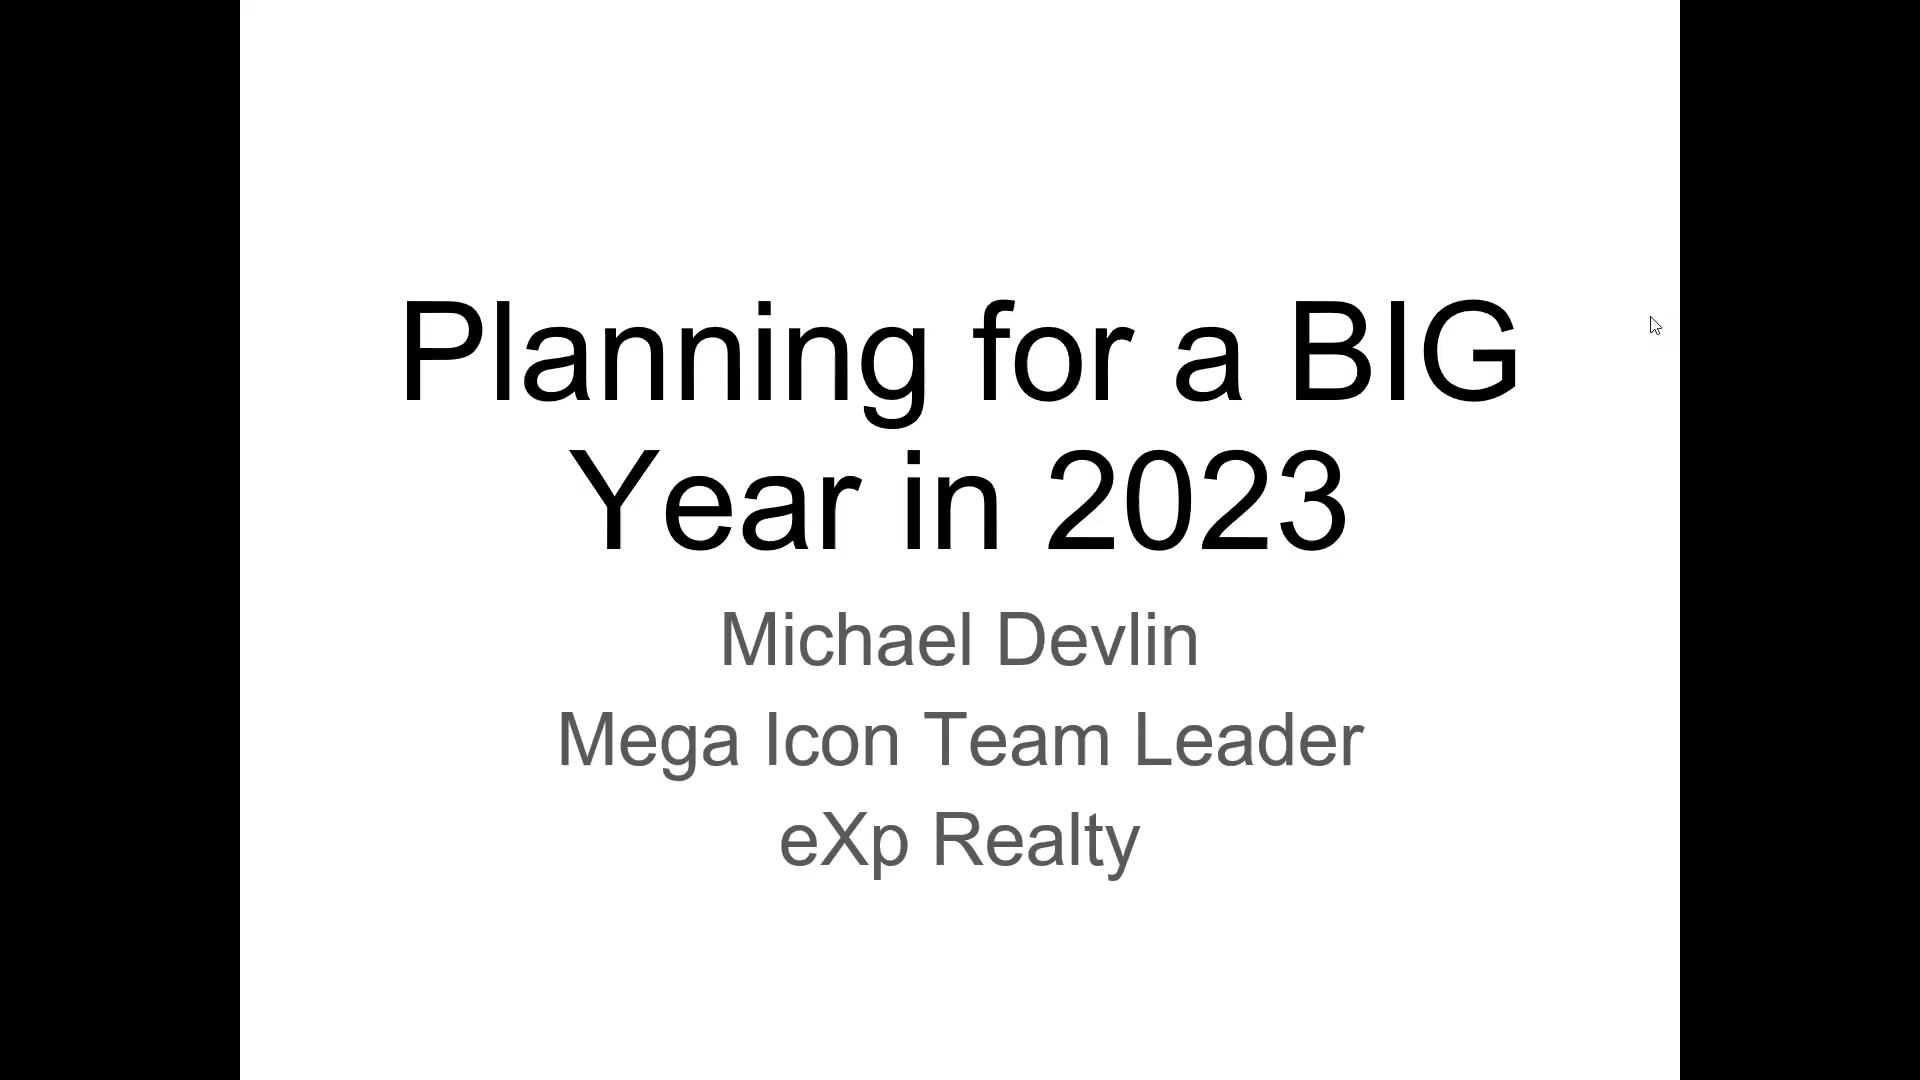 Planning for a BIG
Year in 2023
Michael Devlin
Mega Icon Team Leader
eXp Realty